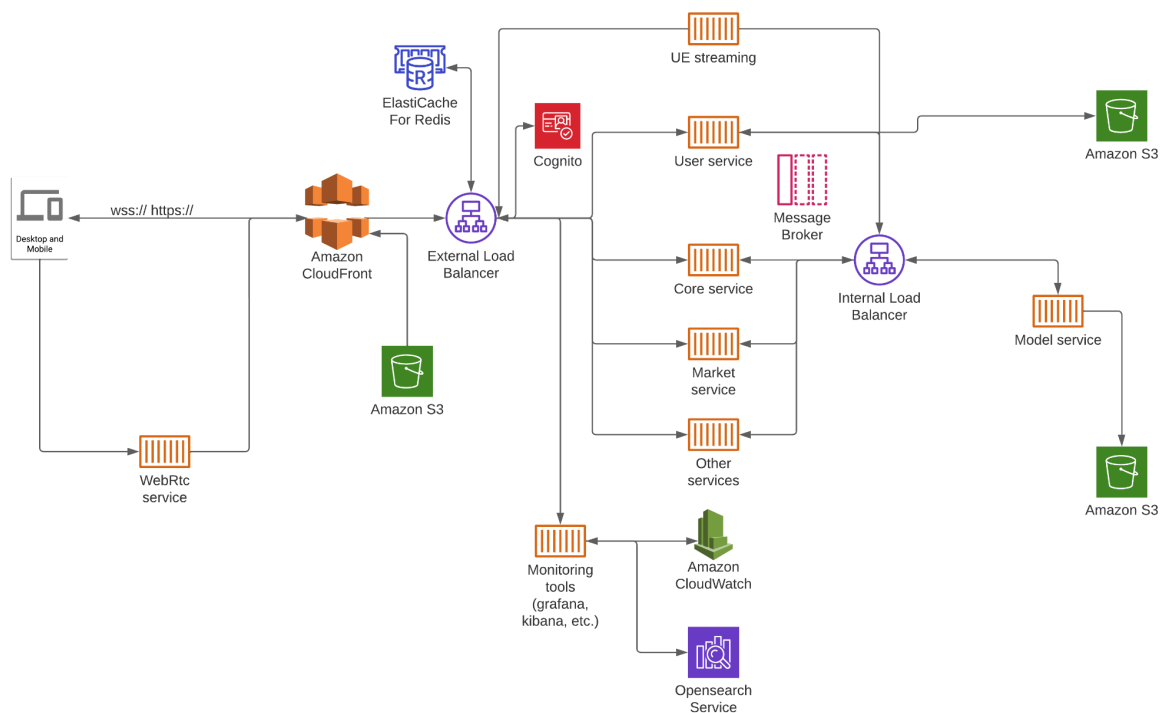 UE streaming
ElastiCache
For Redis
Cognito
User service
Amazon S3
wss:// https://
Desktop and
Mobile
Message
Broker
Amazon
CloudFront
External Load
Balancer
Core service
Internal Load
Balancer
Model service
Amazon S3
Market
service
Other
services
WebRtc
service
Amazon S3
Monitoring
tools
(grafana,
kibana, etc.)
Amazon
CloudWatch
Opensearch
Service
R